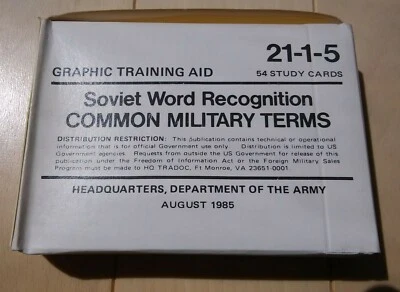 21-1-5
GRAPHIC TRAINING AID
54 STUDY CARDS
Soviet Word Recognition
COMMON MILITARY TERMS
DISTRIBUTION RESTRICTION: This publication contains technical or operational
information that is for official Government use only. Distribution is limited to US
Government agencies. Requests from outside the US Government for release of this
publication under the Freedom of Information Act or the Foreign Military Sales
Program must be made to HQ TRADOC, Ft Monroe, VA 23651-0001
HEADQUARTERS, DEPARTMENT OF THE ARMY
AUGUST 1985